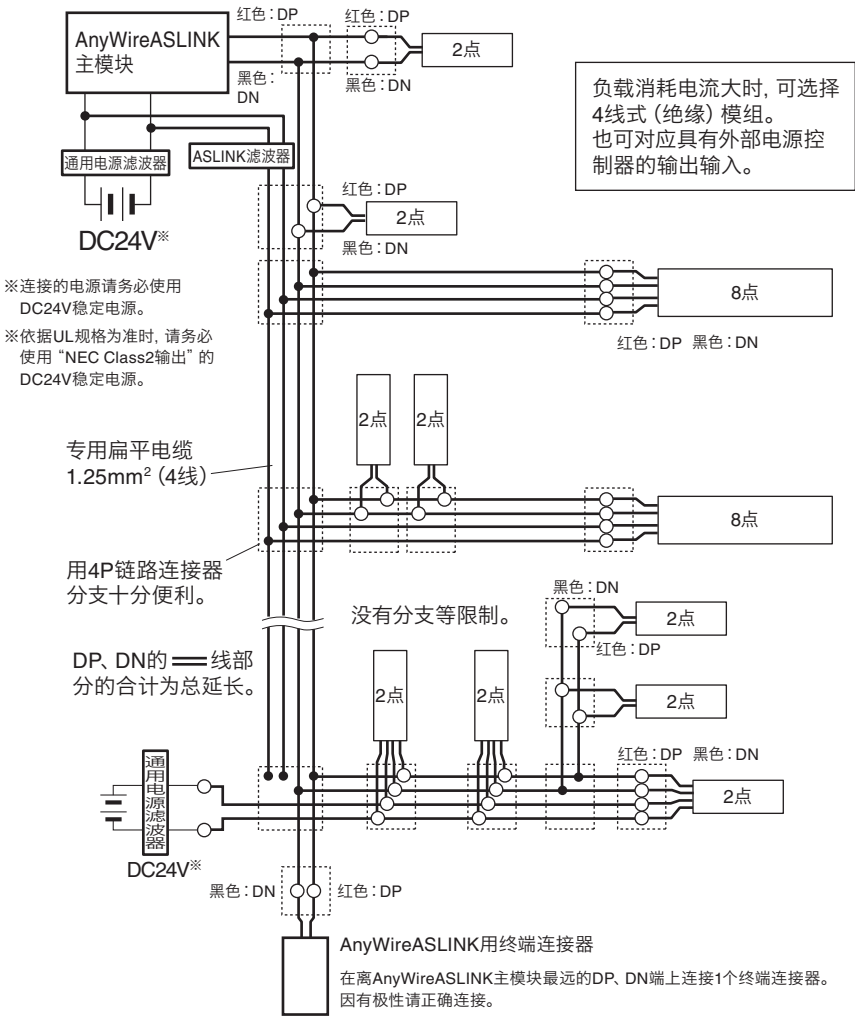 红色：DP
红色：DP
AnyWireASLINK
主模块
2点
黑色：
DN
黑色：DN
负载消耗电流大时，可选择
4线式（绝缘）模组。
也可对应具有外部电源控
制器的输出输入。
通用电源滤波器
ASLINK滤波器
DC24V※
红色：DP
2点
黑色：DN
※连接的电源请务必使用
DC24V稳定电源。
※依据UL规格为准时，请务必
使用“NEC Class2输出”的
DC24V稳定电源。
8点
红色：DP 黑色：DN
2点
2点
专用扁平电缆
1.25mm²（4线）
8点
用4P链路连接器
分支十分便利。
没有分支等限制。
黑色：DN
2点
红色：DP
DP、DN的 线部
分的合计为总延长。
2点
2点
2点
红色：DP 黑色：DN
2点
通用电源滤波器
DC24V※
黑色：DN
红色：DP
AnyWireASLINK用终端连接器
在离AnyWireASLINK主模块最远的DP、DN端上连接1个终端连接器。
因有极性请正确连接。